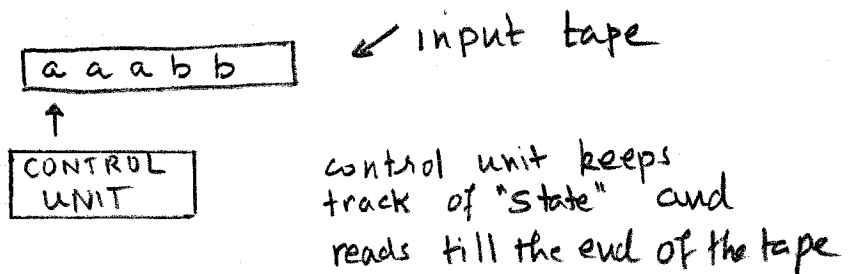 input tape
a a a b b
CONTROL
UNIT
control unit keeps
track of "state" and
reads till the end of the tape